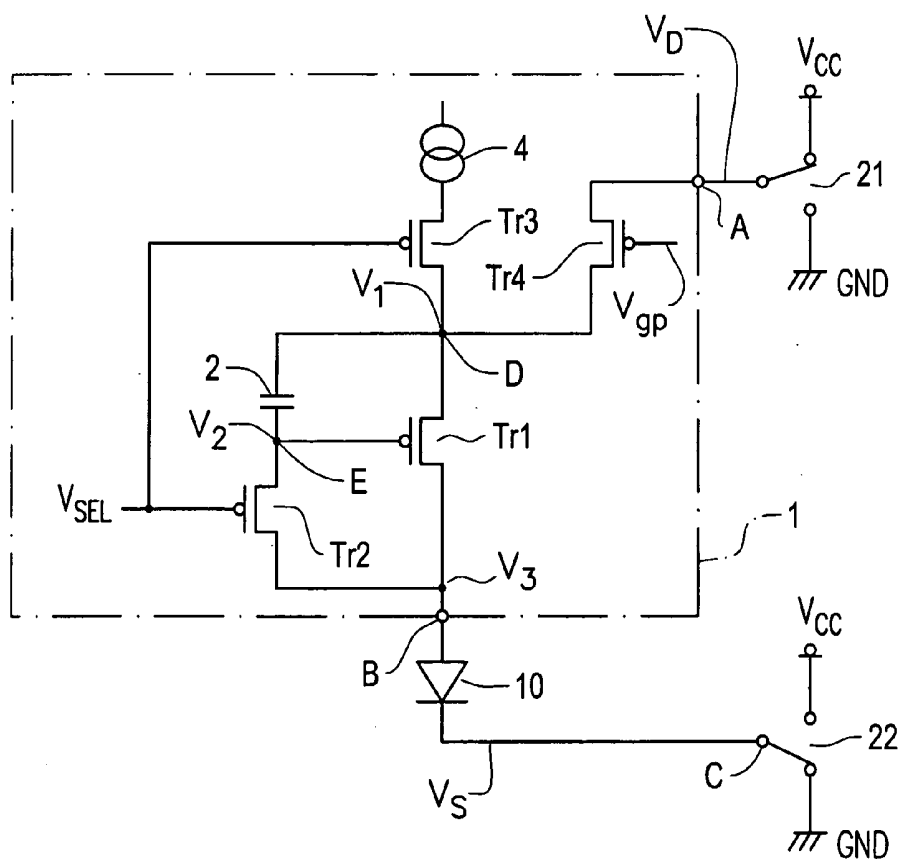 V_D
V_CC
4
21
A
Tr3
Tr4
V_gp
GND
V_1
D
2
V_2
E
Tr1
V_SEL
Tr2
1
V_3
V_CC
B
10
22
C
V_S
GND